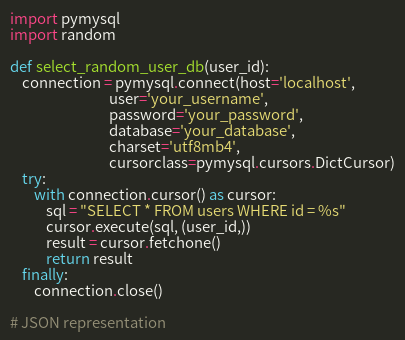 import pymysql
import random

def select_random_user_db(user_id):
    connection = pymysql.connect(host='localhost',
                                 user='your_username',
                                 password='your_password',
                                 database='your_database',
                                 charset='utf8mb4',
                                 cursorclass=pymysql.cursors.DictCursor)
    try:
        with connection.cursor() as cursor:
            sql = "SELECT * FROM users WHERE id = %s"
            cursor.execute(sql, (user_id,))
            result = cursor.fetchone()
            return result
    finally:
        connection.close()

# JSON representation